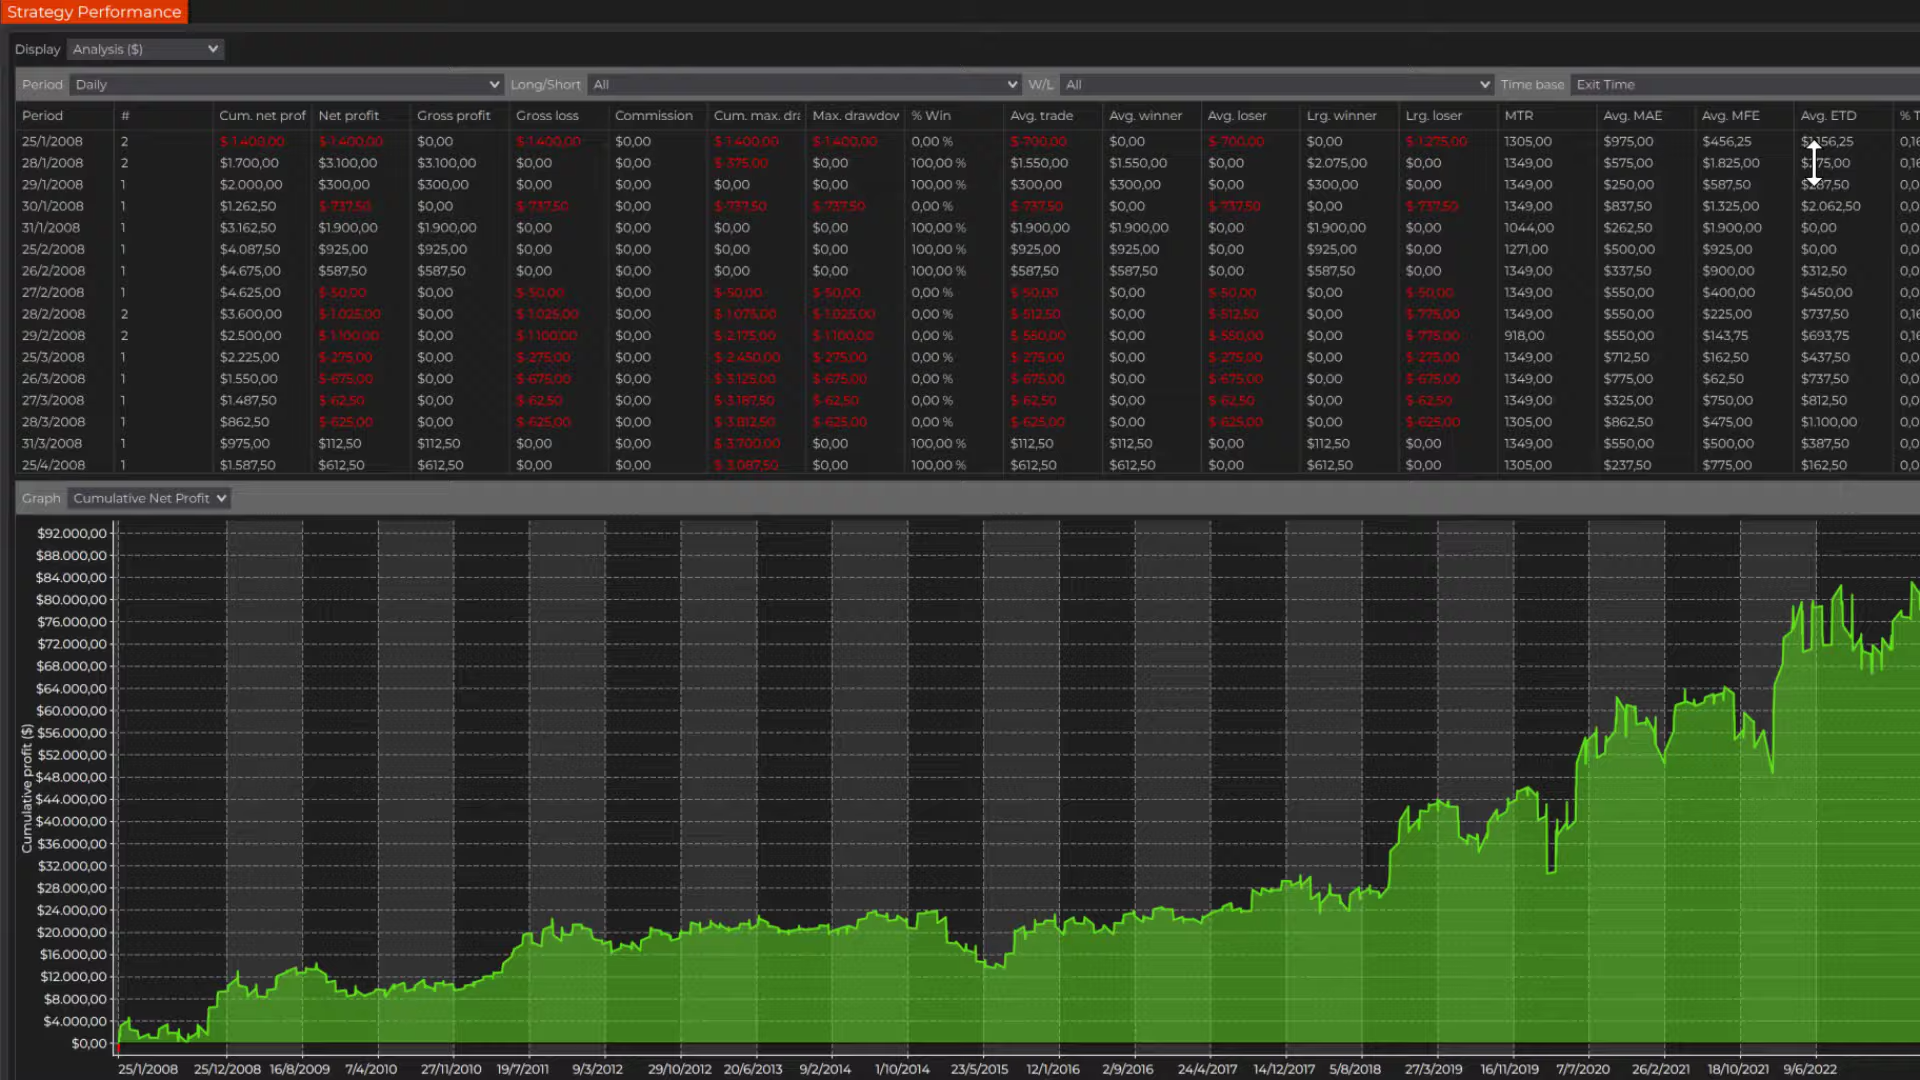 Strategy Performance
Display Analysis ($)
Period Daily Long/Short All W/L All Time base Exit Time
Period # Cum. net prof Net profit Gross profit Gross loss Commission Cum. max. dra Max. drawdov % Win Avg. trade Avg. winner Avg. loser Lrg. winner Lrg. loser MTR Avg. MAE Avg. MFE Avg. ETD % T
25/1/2008 2 $-1.400,00 $-1.400,00 $0,00 $-1.400,00 $0,00 $-1.400,00 $-1.400,00 0,00 % $-700,00 $0,00 $-700,00 $0,00 $-1.275,00 1305,00 $975,00 $456,25 $1.156,25 0,16
28/1/2008 2 $1.700,00 $3.100,00 $3.100,00 $0,00 $0,00 $-375,00 $0,00 100,00 % $1.550,00 $1.550,00 $0,00 $2.075,00 $0,00 1349,00 $575,00 $1.825,00 $275,00 0,16
29/1/2008 1 $2.000,00 $300,00 $300,00 $0,00 $0,00 $0,00 $0,00 100,00 % $300,00 $300,00 $0,00 $300,00 $0,00 1349,00 $250,00 $587,50 $287,50 0,0
30/1/2008 1 $1.262,50 $-737,50 $0,00 $-737,50 $0,00 $-737,50 $-737,50 0,00 % $-737,50 $0,00 $-737,50 $0,00 $-737,50 1349,00 $837,50 $1.325,00 $2.062,50 0,0
31/1/2008 1 $3.162,50 $1.900,00 $1.900,00 $0,00 $0,00 $0,00 $0,00 100,00 % $1.900,00 $1.900,00 $0,00 $1.900,00 $0,00 1044,00 $262,50 $1.900,00 $0,00 0,0
25/2/2008 1 $4.087,50 $925,00 $925,00 $0,00 $0,00 $0,00 $0,00 100,00 % $925,00 $925,00 $0,00 $925,00 $0,00 1271,00 $500,00 $925,00 $0,00 0,0
26/2/2008 1 $4.675,00 $587,50 $587,50 $0,00 $0,00 $0,00 $0,00 100,00 % $587,50 $587,50 $0,00 $587,50 $0,00 1349,00 $337,50 $900,00 $312,50 0,0
27/2/2008 1 $4.625,00 $-50,00 $0,00 $-50,00 $0,00 $-50,00 $-50,00 0,00 % $-50,00 $0,00 $-50,00 $0,00 $-50,00 1349,00 $550,00 $400,00 $450,00 0,0
28/2/2008 2 $3.600,00 $-1.025,00 $0,00 $-1.025,00 $0,00 $-1.075,00 $-1.025,00 0,00 % $-512,50 $0,00 $-512,50 $0,00 $-775,00 1349,00 $550,00 $225,00 $737,50 0,16
29/2/2008 2 $2.500,00 $-1.100,00 $0,00 $-1.100,00 $0,00 $-2.175,00 $-1.100,00 0,00 % $-550,00 $0,00 $-550,00 $0,00 $-775,00 918,00 $550,00 $143,75 $693,75 0,16
25/3/2008 1 $2.225,00 $-275,00 $0,00 $-275,00 $0,00 $-2.450,00 $-275,00 0,00 % $-275,00 $0,00 $-275,00 $0,00 $-275,00 1349,00 $712,50 $162,50 $437,50 0,0
26/3/2008 1 $1.550,00 $-675,00 $0,00 $-675,00 $0,00 $-3.125,00 $-675,00 0,00 % $-675,00 $0,00 $-675,00 $0,00 $-675,00 1349,00 $775,00 $62,50 $737,50 0,0
27/3/2008 1 $1.487,50 $-62,50 $0,00 $-62,50 $0,00 $-3.187,50 $-62,50 0,00 % $-62,50 $0,00 $-62,50 $0,00 $-62,50 1349,00 $325,00 $750,00 $812,50 0,0
28/3/2008 1 $862,50 $-625,00 $0,00 $-625,00 $0,00 $-3.812,50 $-625,00 0,00 % $-625,00 $0,00 $-625,00 $0,00 $-625,00 1305,00 $862,50 $475,00 $1.100,00 0,0
31/3/2008 1 $975,00 $112,50 $112,50 $0,00 $0,00 $-3.700,00 $0,00 100,00 % $112,50 $112,50 $0,00 $112,50 $0,00 1349,00 $550,00 $500,00 $387,50 0,0
25/4/2008 1 $1.587,50 $612,50 $612,50 $0,00 $0,00 $-3.087,50 $0,00 100,00 % $612,50 $612,50 $0,00 $612,50 $0,00 1305,00 $237,50 $775,00 $162,50 0,0
Graph Cumulative Net Profit
Cumulative profit ($)
$92.000,00
$88.000,00
$84.000,00
$80.000,00
$76.000,00
$72.000,00
$68.000,00
$64.000,00
$60.000,00
$56.000,00
$52.000,00
$48.000,00
$44.000,00
$40.000,00
$36.000,00
$32.000,00
$28.000,00
$24.000,00
$20.000,00
$16.000,00
$12.000,00
$8.000,00
$4.000,00
$0,00
25/1/2008 25/12/2008 16/8/2009 7/4/2010 27/11/2010 19/7/2011 9/3/2012 29/10/2012 20/6/2013 9/2/2014 1/10/2014 23/5/2015 12/1/2016 2/9/2016 24/4/2017 14/12/2017 5/8/2018 27/3/2019 16/11/2019 7/7/2020 26/2/2021 18/10/2021 9/6/2022